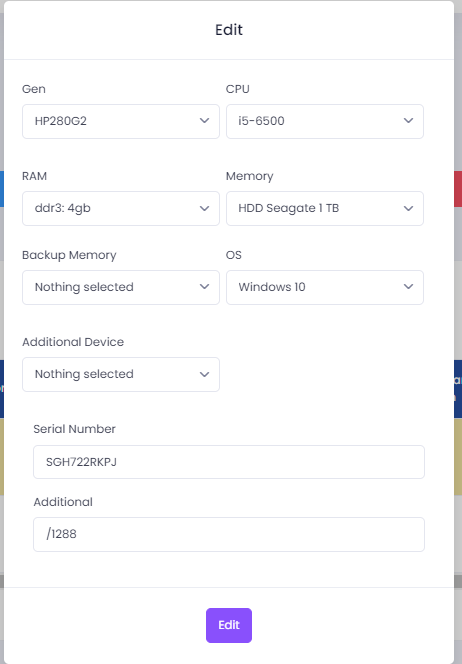 Edit
Gen CPU
HP280G2 i5-6500
RAM Memory
ddr3: 4gb HDD Seagate 1 TB
Backup Memory OS
Nothing selected Windows 10
Additional Device
Nothing selected
Serial Number
SGH722RKPJ
Additional
/1288
Edit